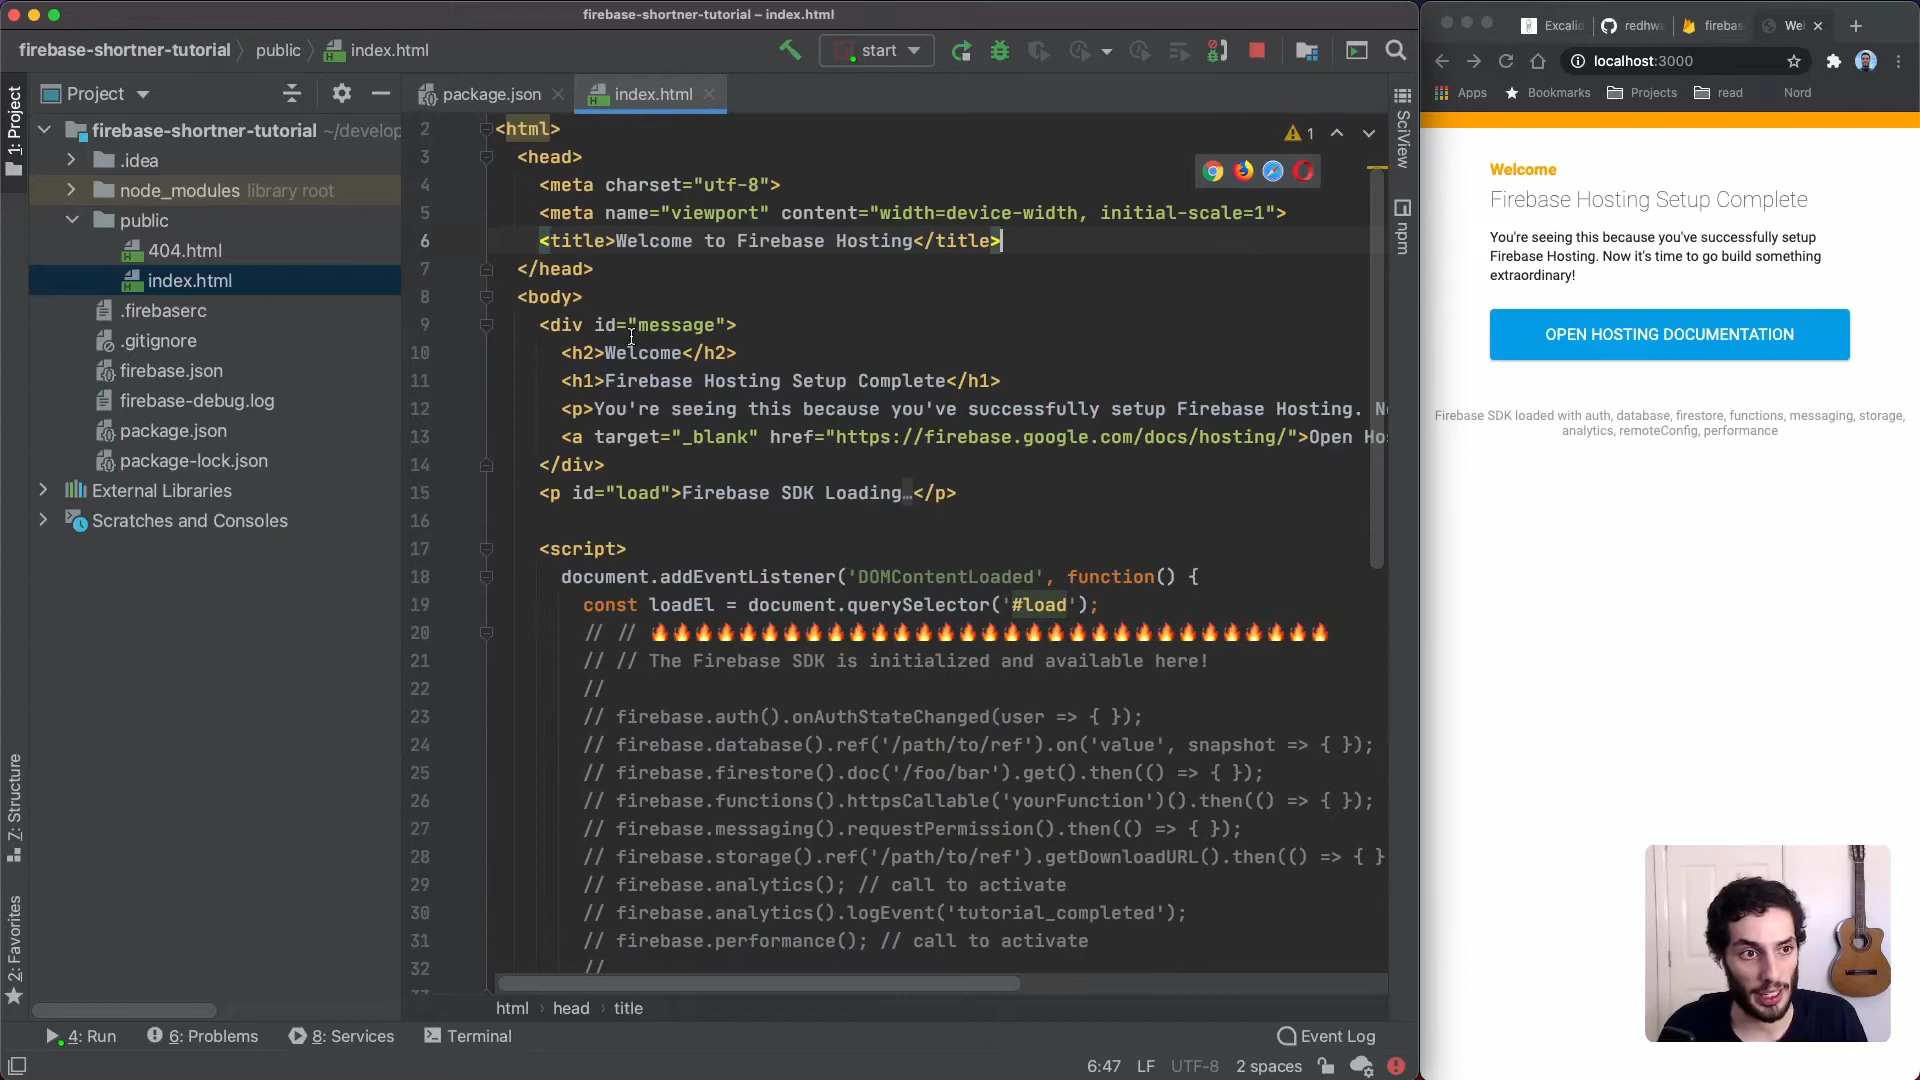 firebase-shortner-tutorial – index.html
firebase-shortner-tutorial
public
index.html
start
Project
package.json
index.html
1: Project
7: Structure
2: Favorites
firebase-shortner-tutorial ~/develop
.idea
node_modules library root
public
404.html
index.html
.firebaserc
.gitignore
firebase.json
firebase-debug.log
package.json
package-lock.json
External Libraries
Scratches and Consoles
2 <html>
3 <head>
4 <meta charset="utf-8">
5 <meta name="viewport" content="width=device-width, initial-scale=1">
6 <title>Welcome to Firebase Hosting</title>
7 </head>
8 <body>
9 <div id="message">
10 <h2>Welcome</h2>
11 <h1>Firebase Hosting Setup Complete</h1>
12 <p>You're seeing this because you've successfully setup Firebase Hosting. N
13 <a target="_blank" href="https://firebase.google.com/docs/hosting/">Open Ho
14 </div>
15 <p id="load">Firebase SDK Loading…</p>
16
17 <script>
18 document.addEventListener('DOMContentLoaded', function() {
19 const loadEl = document.querySelector('#load');
20 // // 🔥🔥🔥🔥🔥🔥🔥🔥🔥🔥🔥🔥🔥🔥🔥🔥🔥🔥🔥🔥🔥🔥🔥🔥🔥🔥🔥🔥🔥🔥🔥
21 // // The Firebase SDK is initialized and available here!
22 //
23 // firebase.auth().onAuthStateChanged(user => { });
24 // firebase.database().ref('/path/to/ref').on('value', snapshot => { });
25 // firebase.firestore().doc('/foo/bar').get().then(() => { });
26 // firebase.functions().httpsCallable('yourFunction')().then(() => { });
27 // firebase.messaging().requestPermission().then(() => { });
28 // firebase.storage().ref('/path/to/ref').getDownloadURL().then(() => { }
29 // firebase.analytics(); // call to activate
30 // firebase.analytics().logEvent('tutorial_completed');
31 // firebase.performance(); // call to activate
32 //
1
SciView
npm
html
head
title
4: Run
6: Problems
8: Services
Terminal
Event Log
6:47
LF
UTF-8
2 spaces
Excalid
redhwa
firebas
Wel
localhost:3000
Apps
Bookmarks
Projects
read
Nord
Welcome
Firebase Hosting Setup Complete
You're seeing this because you've successfully setup
Firebase Hosting. Now it's time to go build something
extraordinary!
OPEN HOSTING DOCUMENTATION
Firebase SDK loaded with auth, database, firestore, functions, messaging, storage,
analytics, remoteConfig, performance